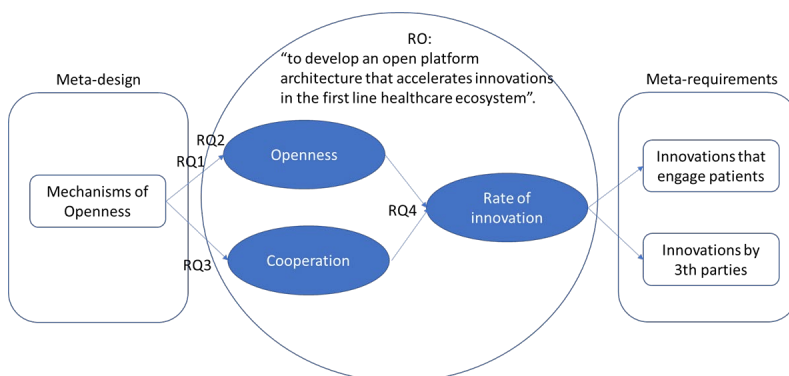 RO:
“to develop an open platform
architecture that accelerates innovations
in the first line healthcare ecosystem”.
Meta-design
Meta-requirements
RQ2
RQ1
Openness
Mechanisms of
Openness
Innovations that
engage patients
Rate of
innovation
RQ4
RQ3
Cooperation
Innovations by
3th parties